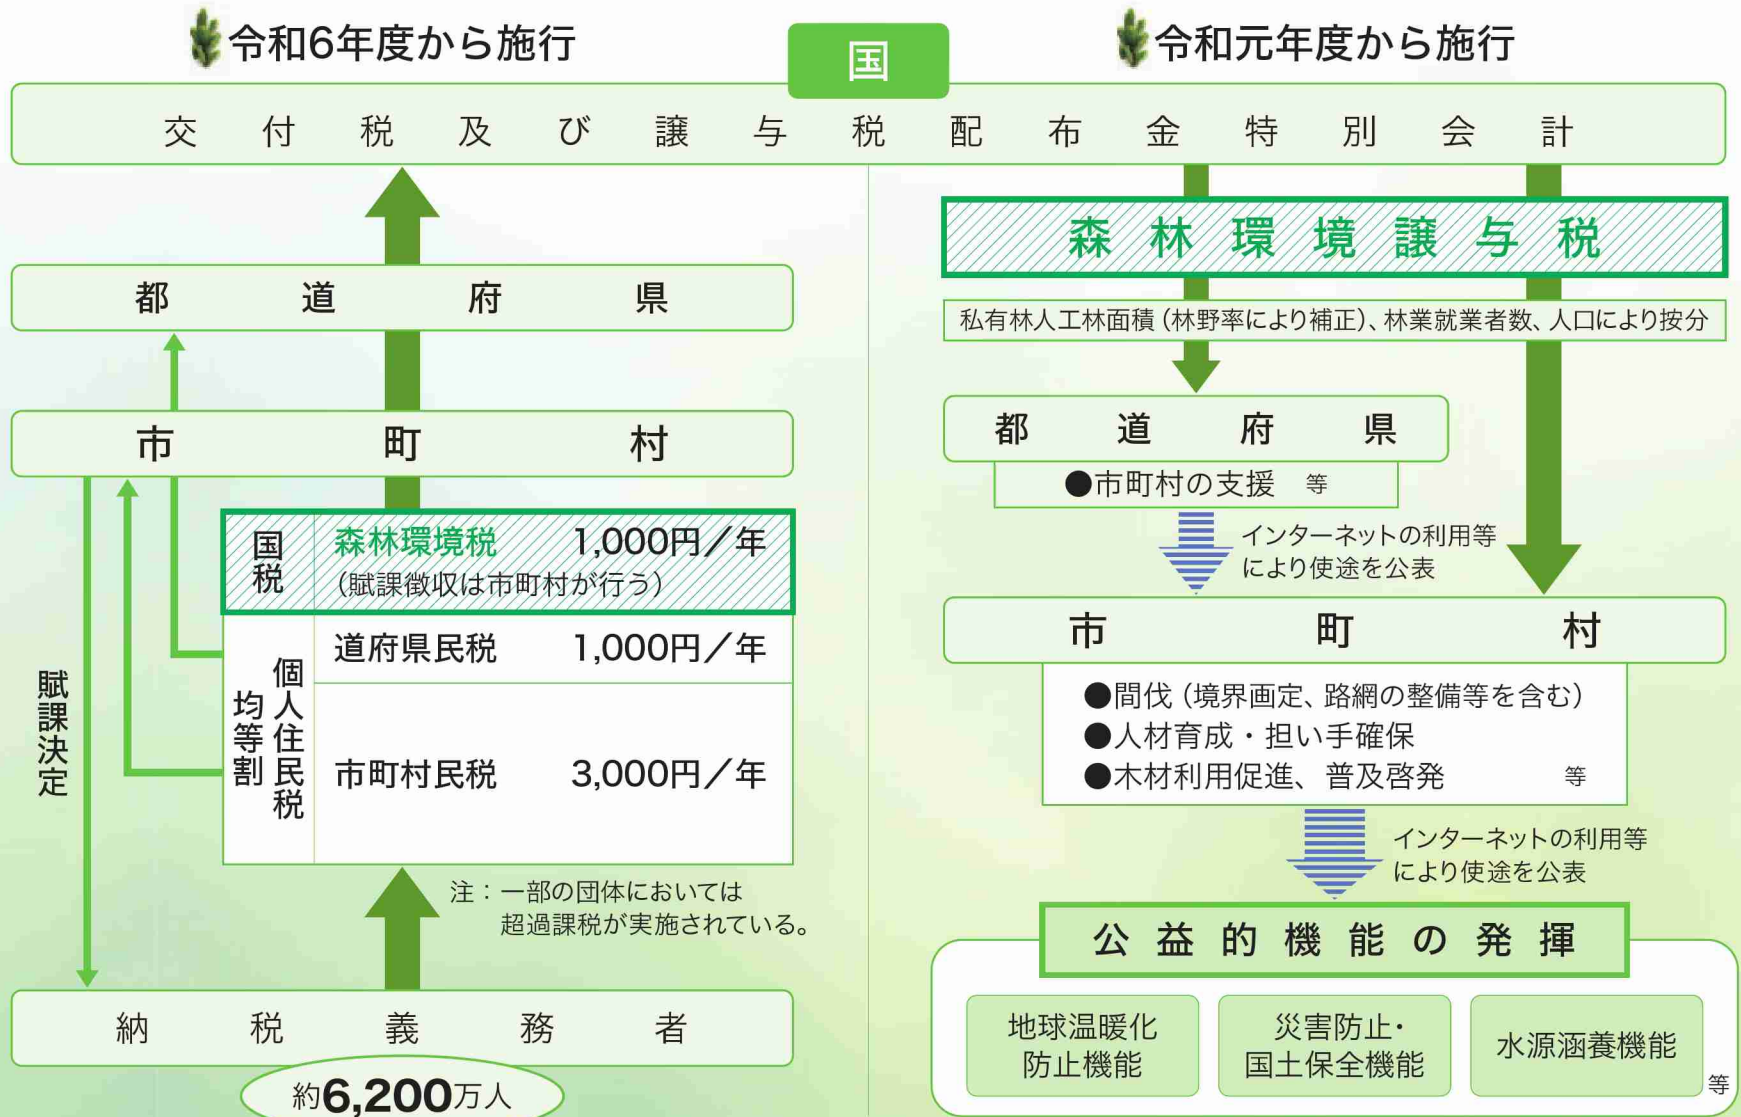 令和6年度から施行
国
令和元年度から施行
交付税及び譲与税配布金特別会計
都道府県
市町村
国税
森林環境税 1,000円／年
（賦課徴収は市町村が行う）
個人住民税
均等割
道府県民税 1,000円／年
市町村民税 3,000円／年
賦課決定
注：一部の団体においては
超過課税が実施されている。
納税義務者
約6,200万人
森林環境譲与税
私有林人工林面積（林野率により補正）、林業就業者数、人口により按分
都道府県
●市町村の支援 等
インターネットの利用等
により使途を公表
市町村
●間伐（境界画定、路網の整備等を含む）
●人材育成・担い手確保
●木材利用促進、普及啓発 等
インターネットの利用等
により使途を公表
公益的機能の発揮
地球温暖化
防止機能
災害防止・
国土保全機能
水源涵養機能
等